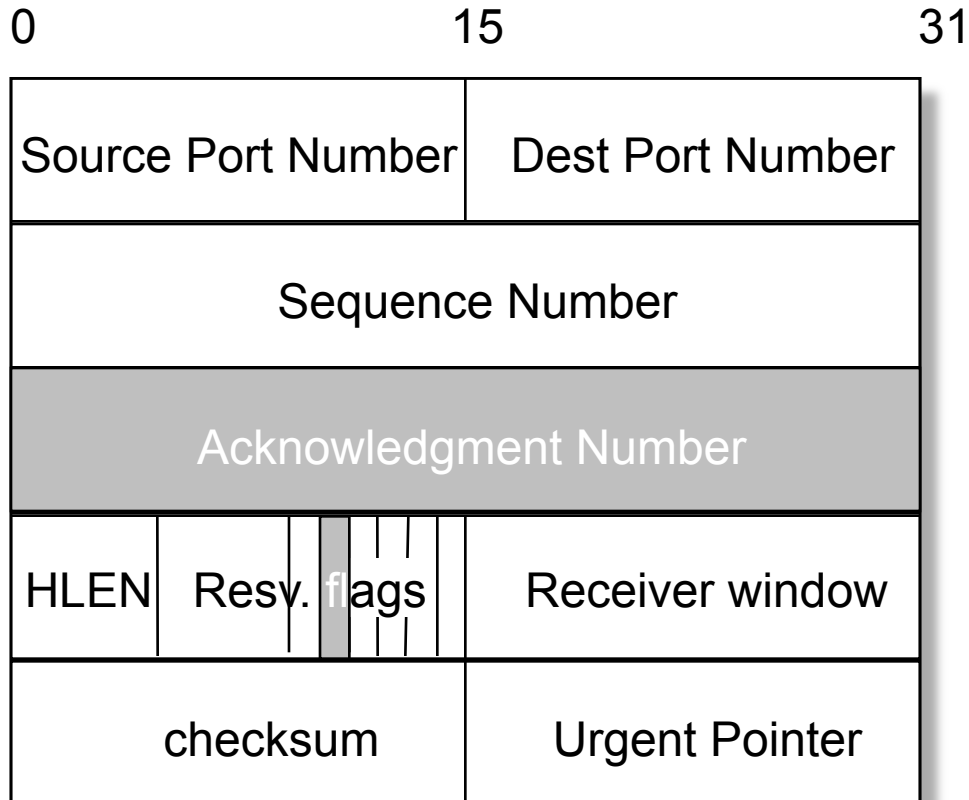 0 15 31
Source Port Number Dest Port Number
Sequence Number
Acknowledgment Number
HLEN Resv. flags Receiver window
checksum Urgent Pointer